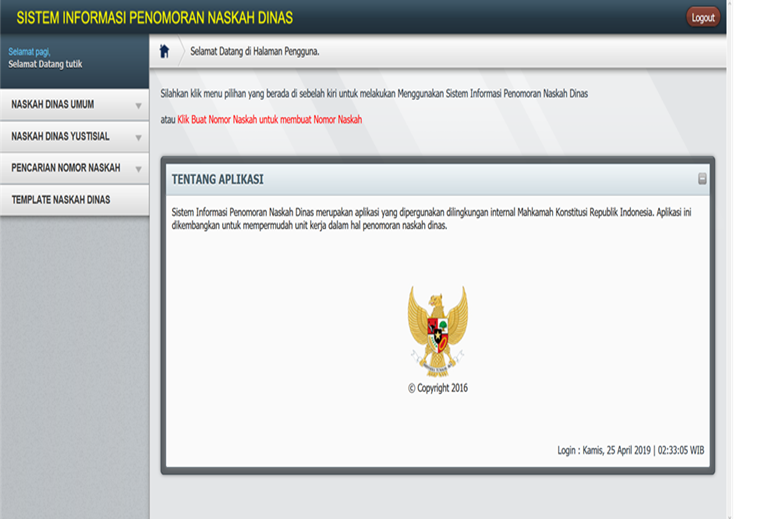 SISTEM INFORMASI PENOMORAN NASKAH DINAS
Logout
Selamat pagi,
Selamat Datang tutik
Selamat Datang di Halaman Pengguna.
NASKAH DINAS UMUM
NASKAH DINAS YUSTISIAL
PENCARIAN NOMOR NASKAH
TEMPLATE NASKAH DINAS
Silahkan klik menu pilihan yang berada di sebelah kiri untuk melakukan Menggunakan Sistem Informasi Penomoran Naskah Dinas
atau Klik Buat Nomor Naskah untuk membuat Nomor Naskah
TENTANG APLIKASI
Sistem Informasi Penomoran Naskah Dinas merupakan aplikasi yang dipergunakan dilingkungan internal Mahkamah Konstitusi Republik Indonesia. Aplikasi ini
dikembangkan untuk mempermudah unit kerja dalam hal penomoran naskah dinas.
© Copyright 2016
Login : Kamis, 25 April 2019 | 02:33:05 WIB